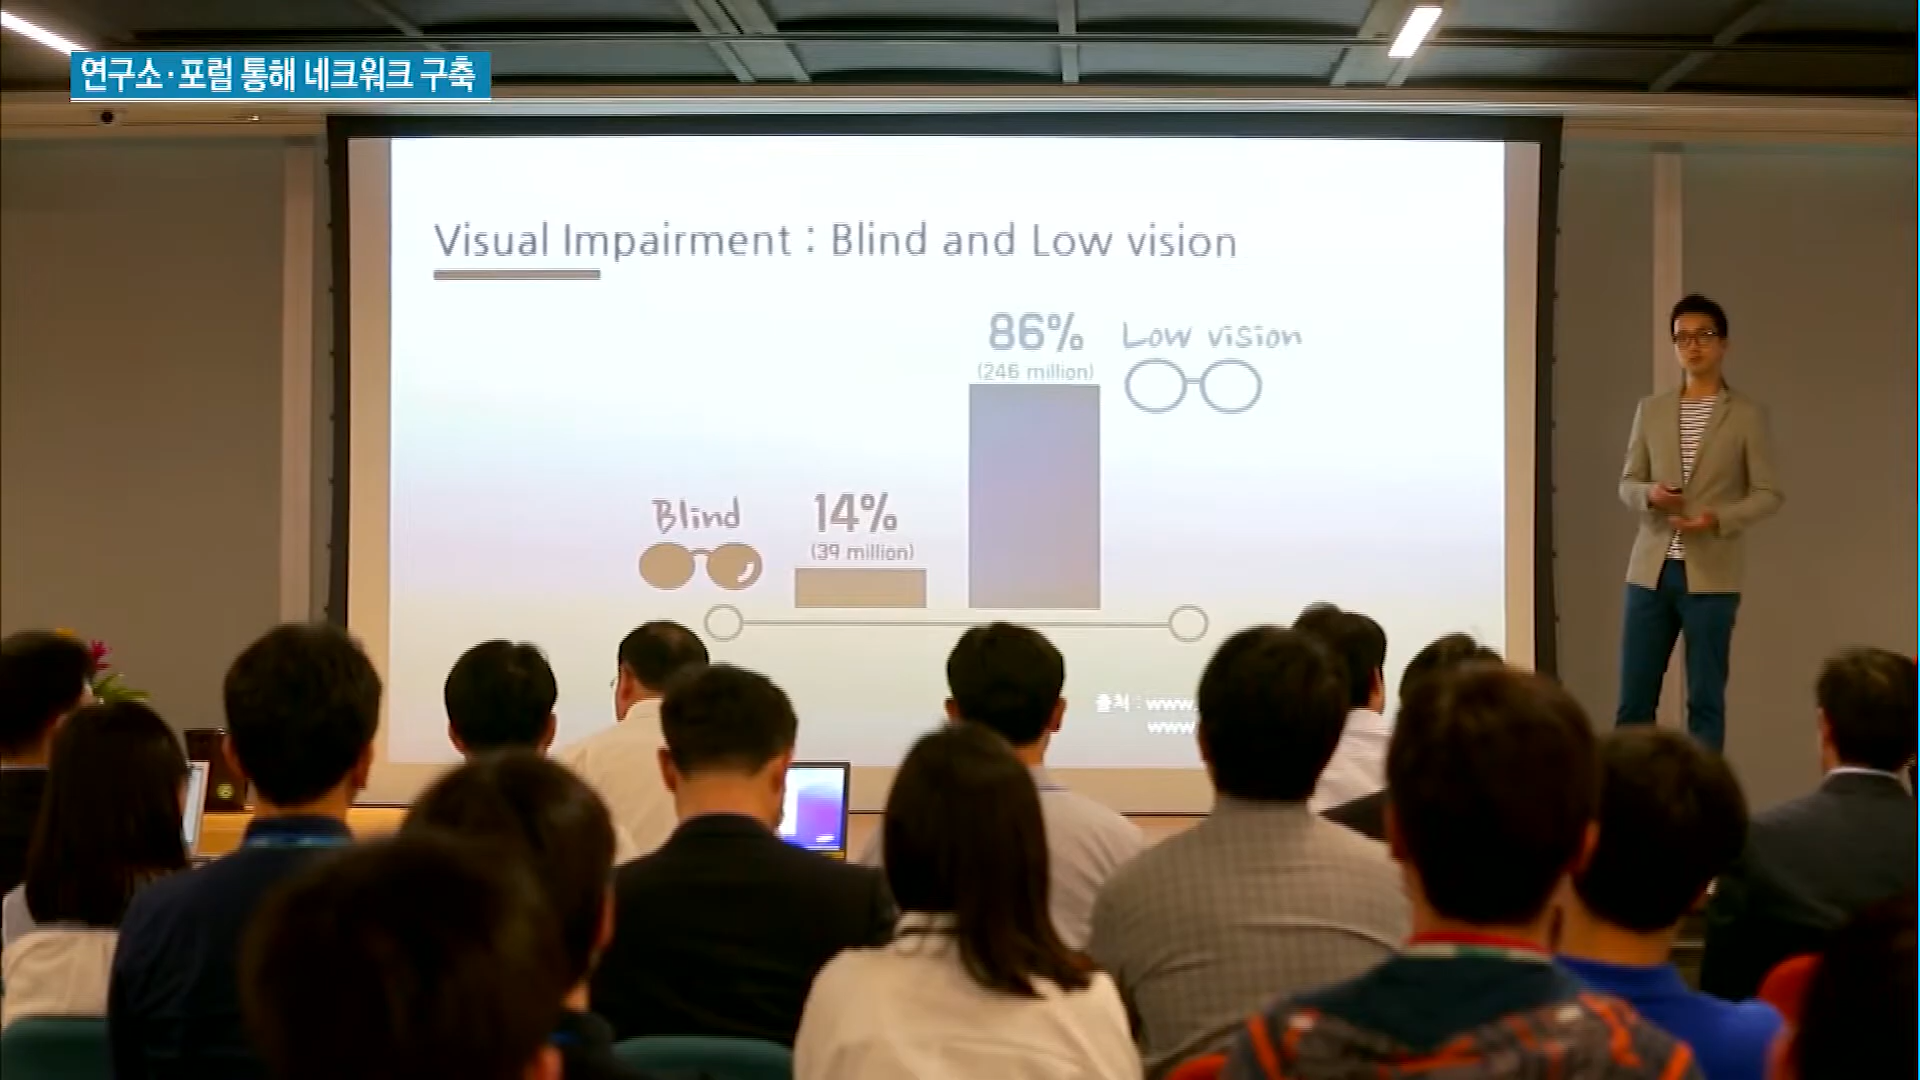 연구소·포럼 통해 네크워크 구축
Visual Impairment : Blind and Low vision
86%
(246 million)
Low vision
Blind
14%
(39 million)
출처 : www.
www